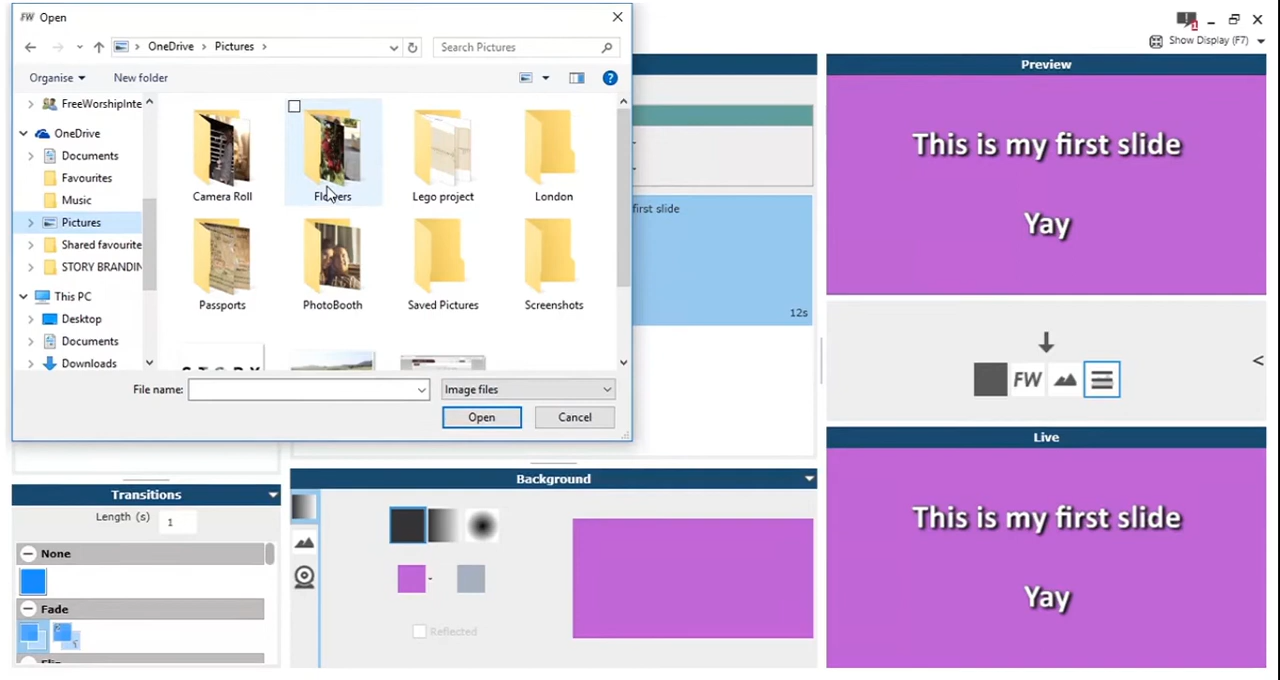 FW Open
OneDrive > Pictures >
Search Pictures
Organise
New folder
FreeWorshipInte
OneDrive
Documents
Favourites
Music
Pictures
Shared favourite
STORY BRANDIN
This PC
Desktop
Documents
Downloads
Camera Roll
Flowers
Lego project
London
Passports
PhotoBooth
Saved Pictures
Screenshots
File name:
Image files
Open
Cancel
first slide
12s
1
Show Display (F7)
Preview
This is my first slide
Yay
FW
<
Live
This is my first slide
Yay
Transitions
Length (s) 1
None
Fade
Background
Reflected